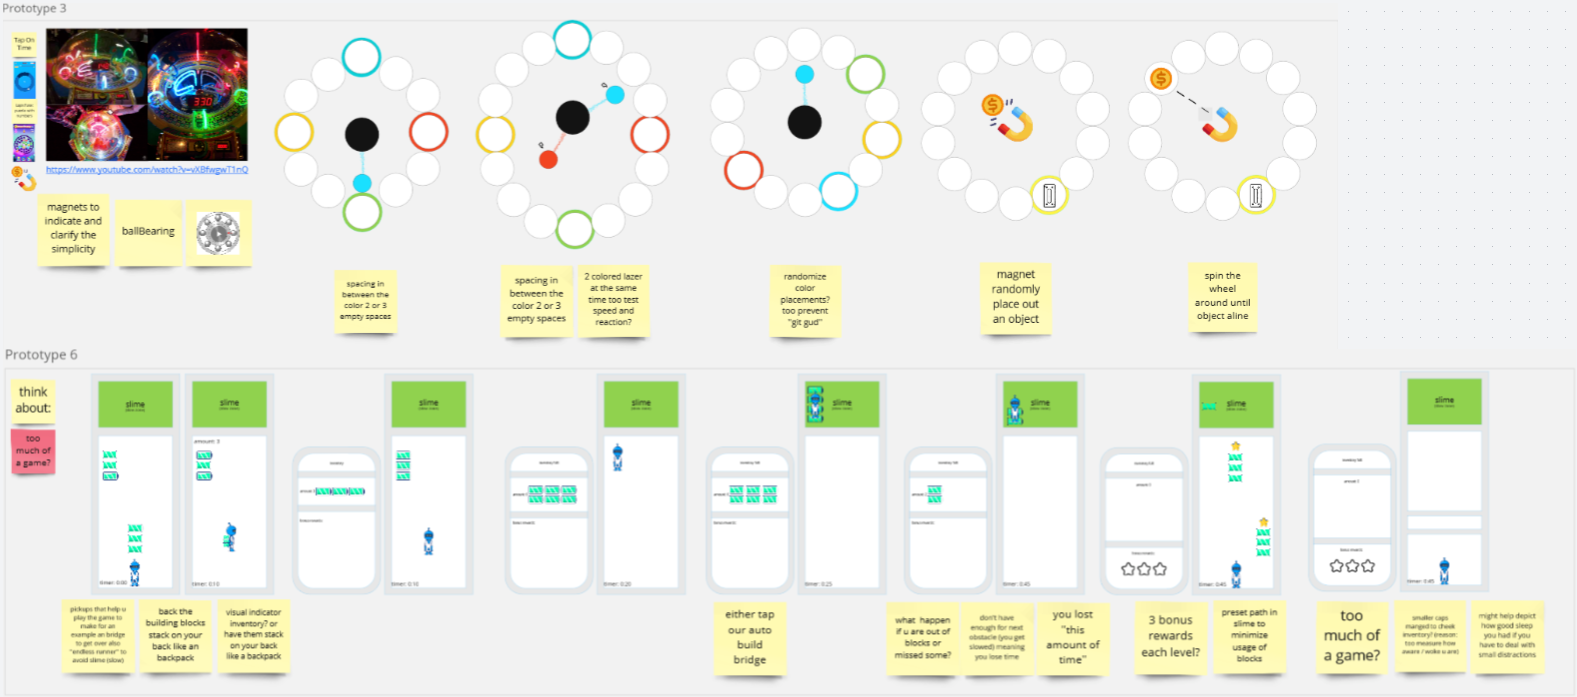 Prototype 3
Tap On
Time
330
https://www.youtube.com/watch?v=vXBfwgwT1nQ
magnets to
indicate and
clarify the
simplicity
ballBearing
spacing in
between the
color 2 or 3
empty spaces
spacing in
between the
color 2 or 3
empty spaces
2 colored lazer
at the same
time too test
speed and
reaction?
randomize
color
placements?
too prevent
"git gud"
magnet
randomly
place out
an object
spin the
wheel
around until
object aline
Prototype 6
think
about:
too
much of
a game?
slime
slime
slime
slime
slime
slime
slime
slime
amount: 3
timer: 0:00
timer: 0:10
timer: 0:10
timer: 0:20
timer: 0:25
timer: 0:45
timer: 0:45
timer: 0:45
pickups that help u
play the game to
make for an
example an bridge
to get over also
"endless runner" to
avoid slime (slow)
back the
building blocks
stack on your
back like an
backpack
visual indicator
inventory? or
have them stack
on your back
like a backpack
either tap
our auto
build
bridge
what happen
if u are out of
blocks or
missed some?
don't have
enough for next
obstacle (you get
slowed) meaning
you lose time
you lost
"this
amount of
time"
3 bonus
rewards
each level?
preset path in
slime to
minimize
usage of
blocks
too
much of
a game?
smaller caps
manged to cheek
inventory? (reason:
too measure how
aware / woke u are)
might help depict
how good sleep
you had if you
have to deal with
small distractions